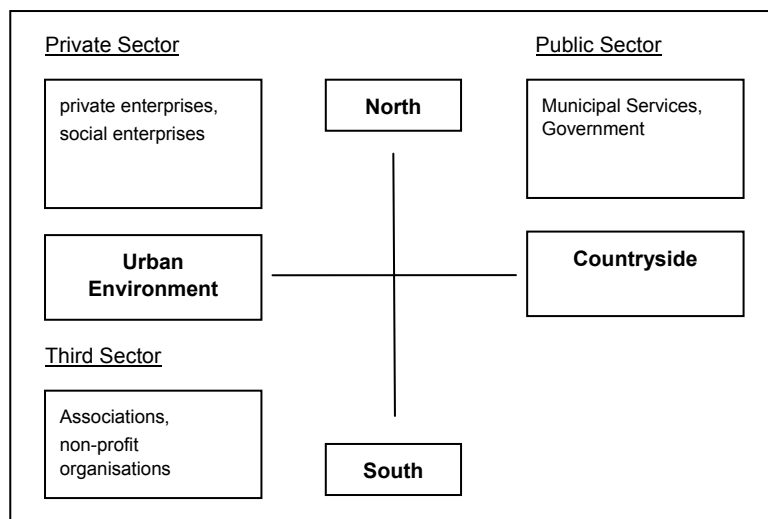 Private Sector
private enterprises,
social enterprises
North
Public Sector
Municipal Services,
Government
Urban
Environment
Countryside
Third Sector
Associations,
non-profit
organisations
South